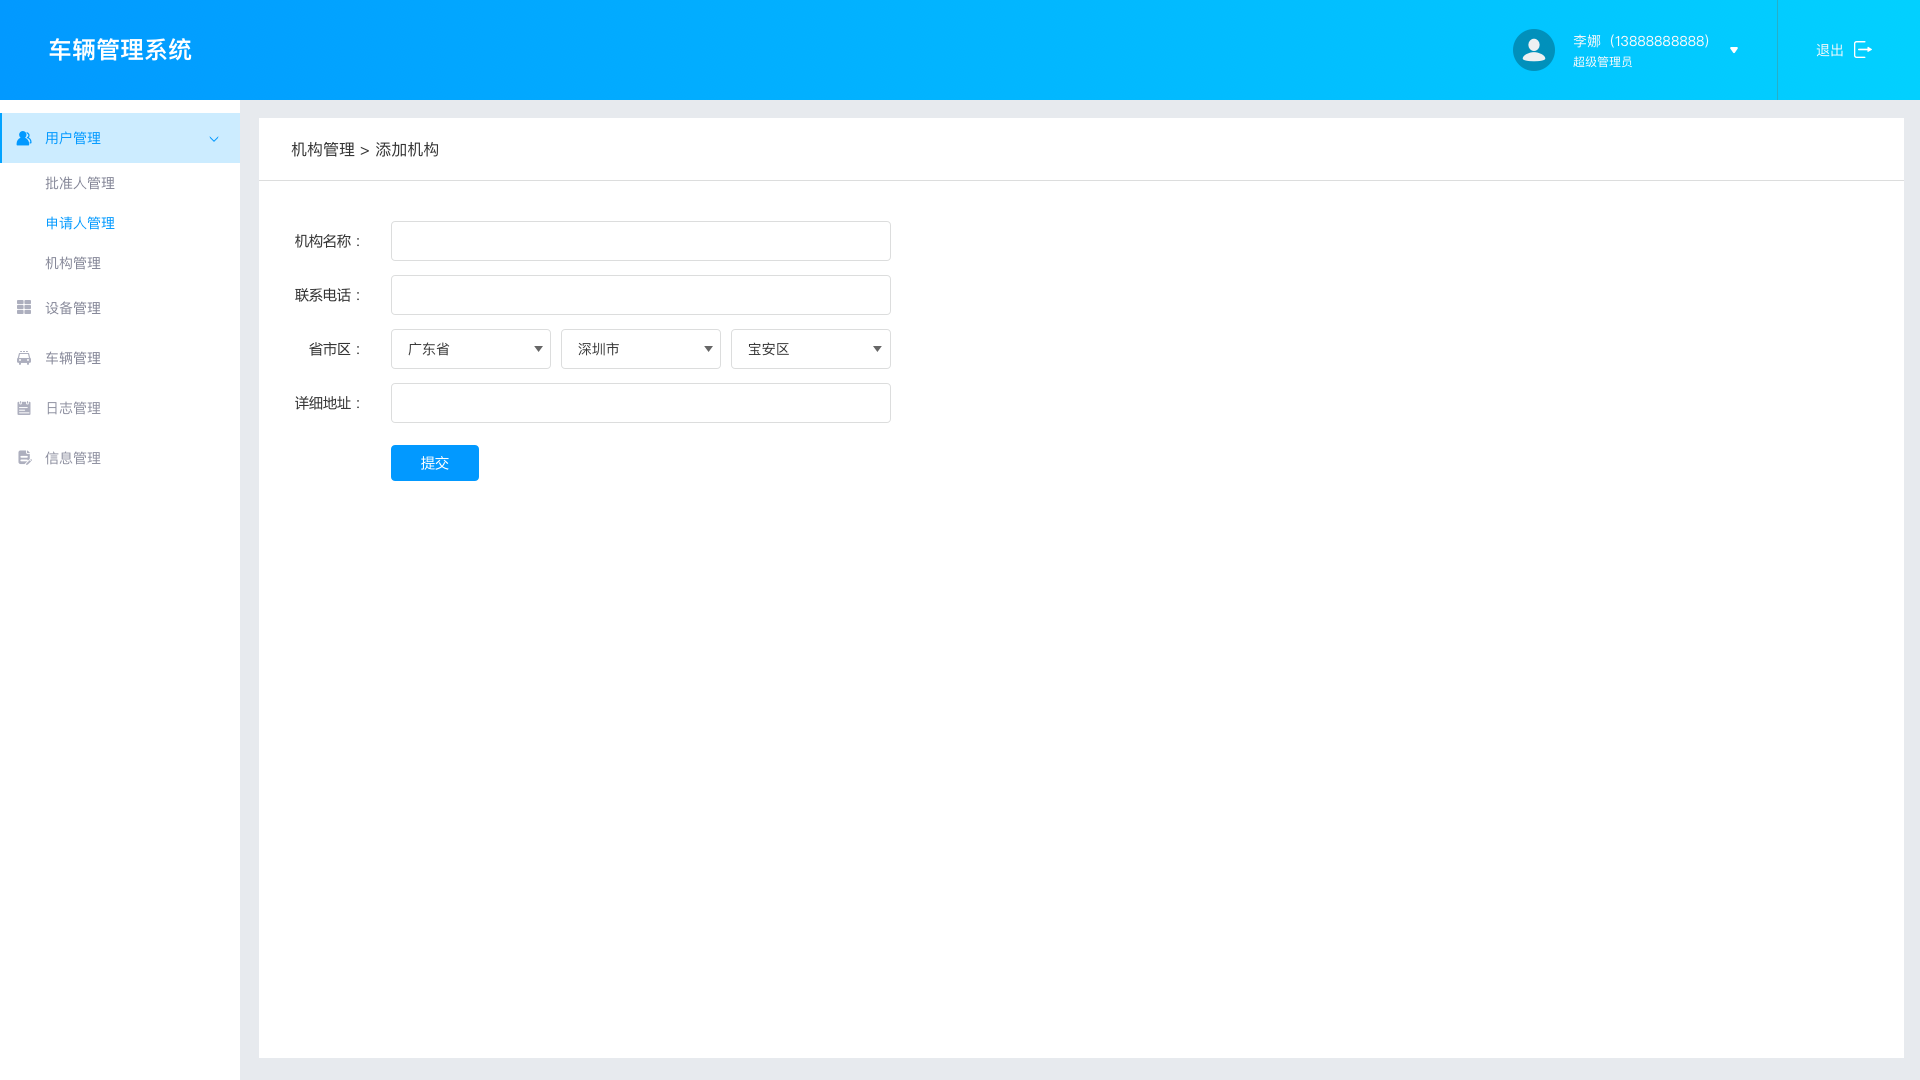 车辆管理系统
李娜（13888888888）
超级管理员
退出
用户管理
批准人管理
申请人管理
机构管理
设备管理
车辆管理
日志管理
信息管理
机构管理 > 添加机构
机构名称：
联系电话：
省市区： 广东省 深圳市 宝安区
详细地址：
提交